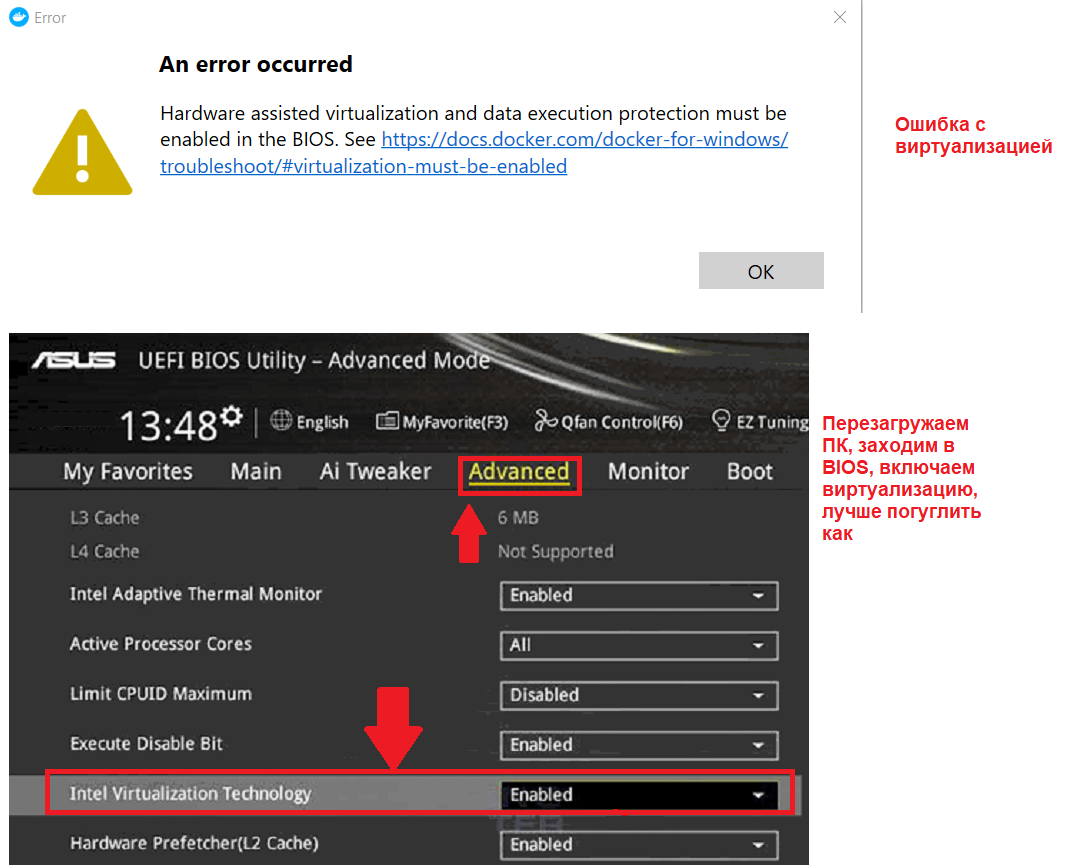 Error
An error occurred
Hardware assisted virtualization and data execution protection must be
enabled in the BIOS. See https://docs.docker.com/docker-for-windows/
troubleshoot/#virtualization-must-be-enabled
OK
Ошибка с
виртуализацией
ASUS UEFI BIOS Utility – Advanced Mode
13:48 English MyFavorite(F3) Qfan Control(F6) EZ Tuning
My Favorites Main Ai Tweaker Advanced Monitor Boot
L3 Cache 6 MB
L4 Cache Not Supported
Intel Adaptive Thermal Monitor Enabled
Active Processor Cores All
Limit CPUID Maximum Disabled
Execute Disable Bit Enabled
Intel Virtualization Technology Enabled
Hardware Prefetcher(L2 Cache) Enabled
Перезагружаем
ПК, заходим в
BIOS, включаем
виртуализацию,
лучше погуглить
как